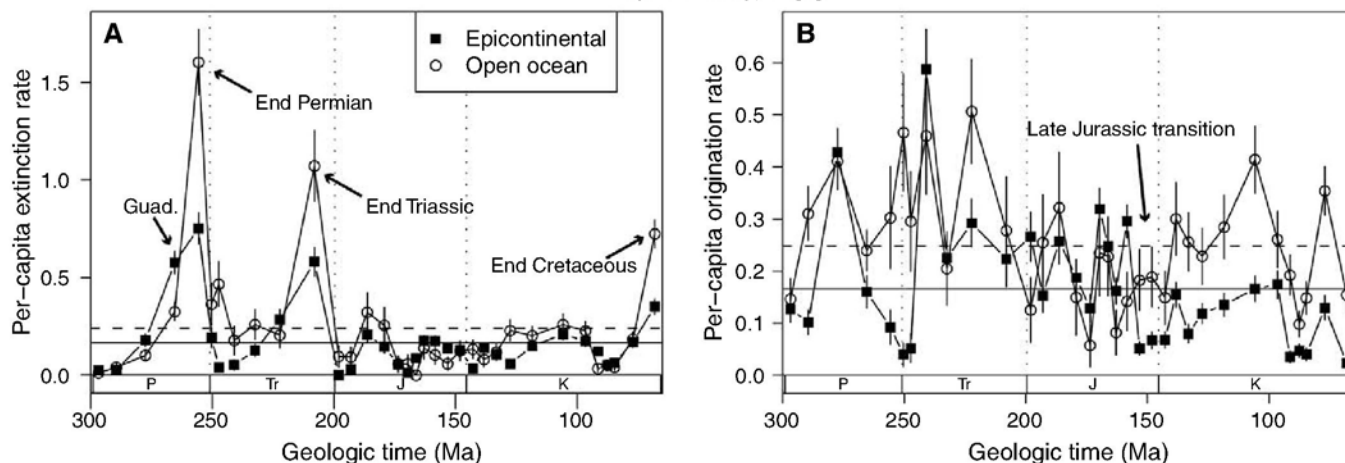 A
Epicontinental
Open ocean
End Permian
Guad.
End Triassic
End Cretaceous
Per-capita extinction rate
1.5
1.0
0.5
0.0
P
Tr
J
K
300
250
200
150
100
Geologic time (Ma)
B
Late Jurassic transition
Per-capita origination rate
0.6
0.5
0.4
0.3
0.2
0.1
0.0
P
Tr
J
K
300
250
200
150
100
Geologic time (Ma)